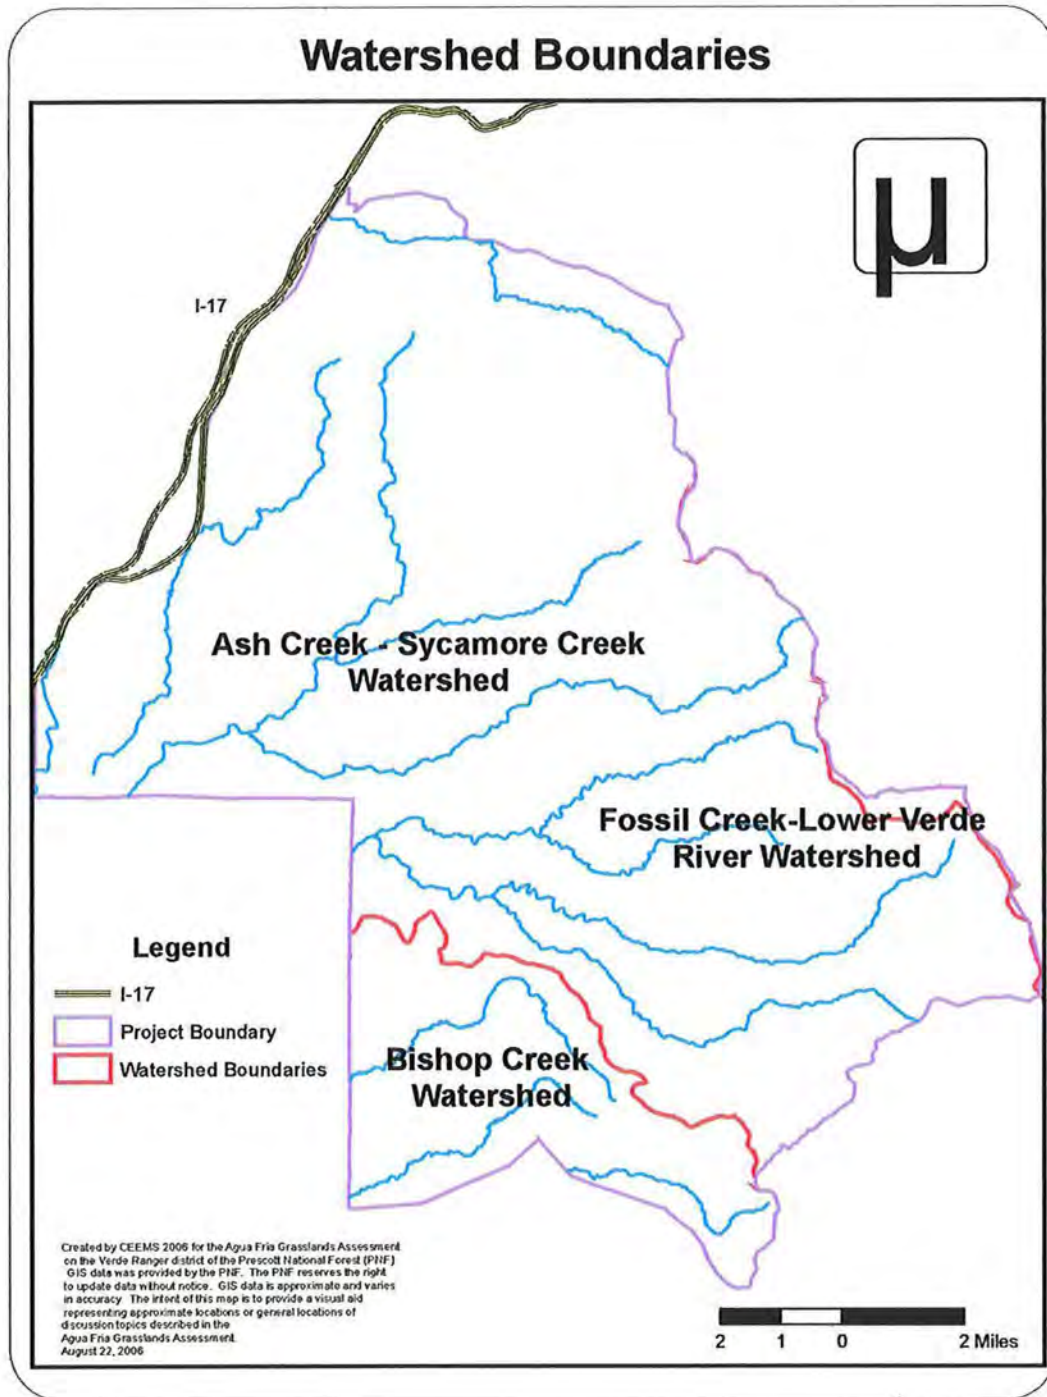 Watershed Boundaries
µ
I-17
Ash Creek - Sycamore Creek
Watershed
Fossil Creek-Lower Verde
River Watershed
Bishop Creek
Watershed
Legend
I-17
Project Boundary
Watershed Boundaries
Created by CEEMS 2006 for the Agua Fria Grasslands Assessment
on the Verde Ranger district of the Prescott National Forest (PNF)
GIS data was provided by the PNF. The PNF reserves the right
to update data without notice. GIS data is approximate and varies
in accuracy The intent of this map is to provide a visual aid
representing approximate locations or general locations of
discussion topics described in the
Agua Fria Grasslands Assessment
August 22, 2006
2 1 0 2 Miles